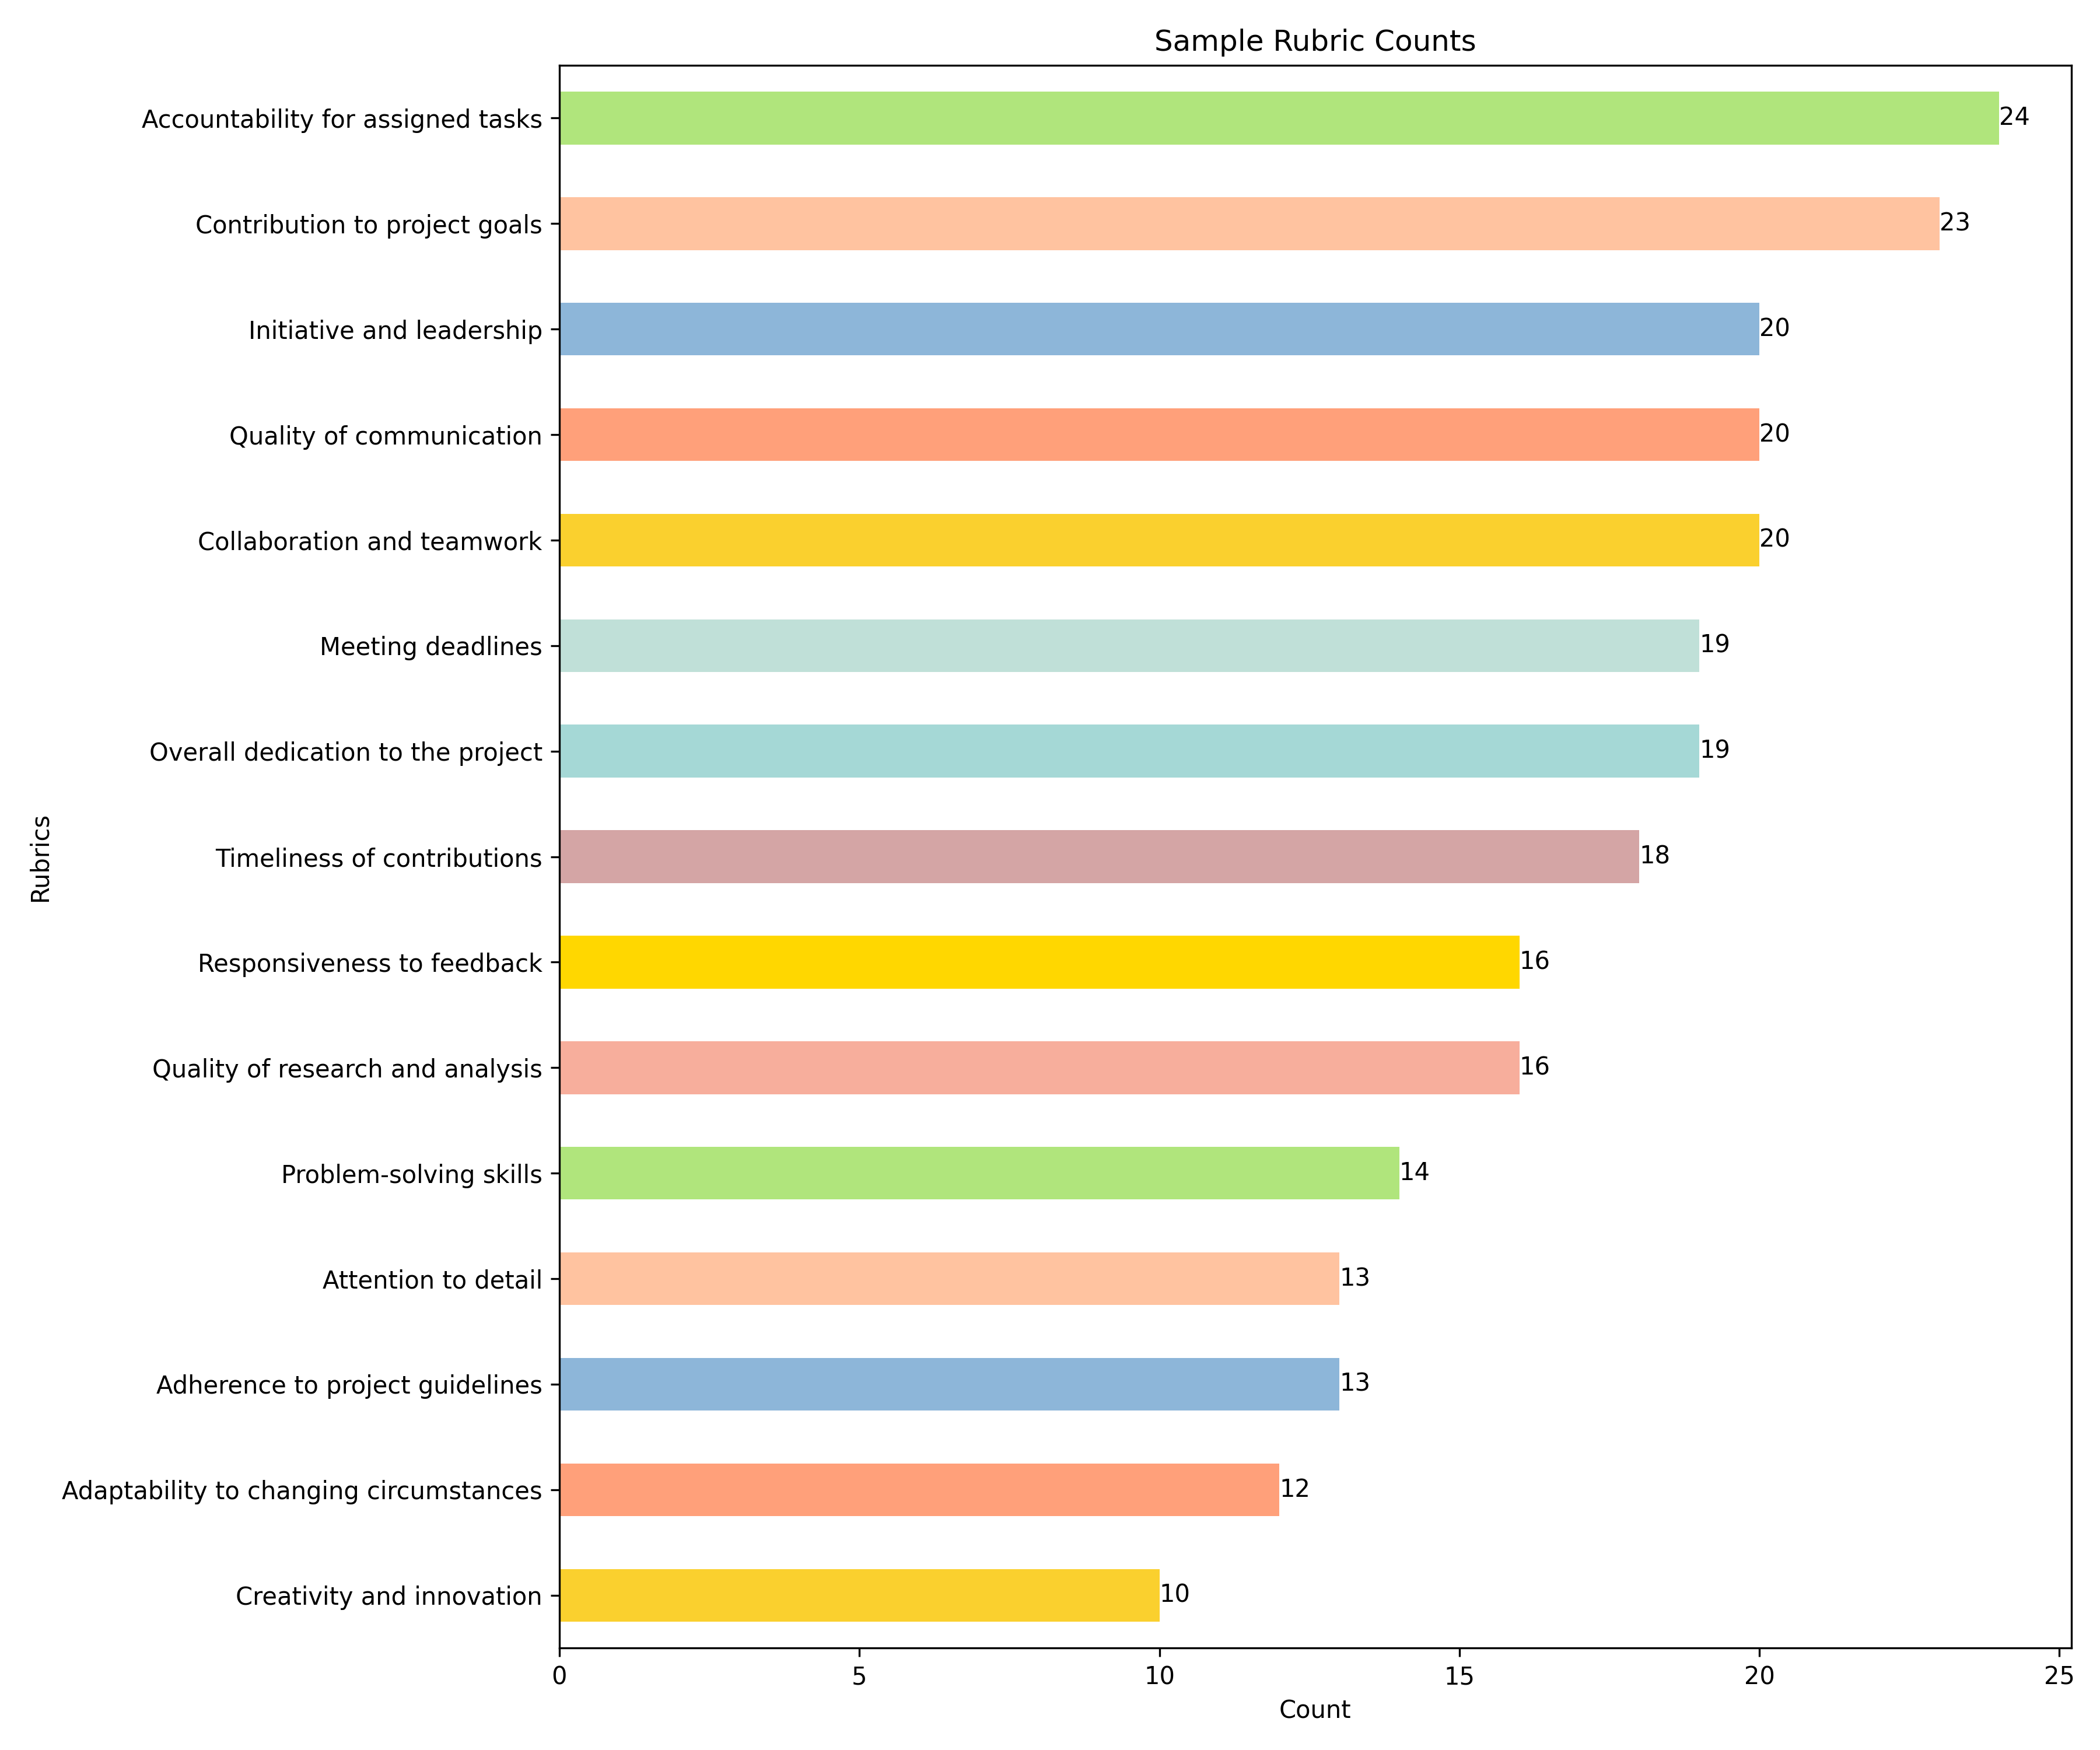 Sample Rubric Counts
Accountability for assigned tasks 24
Contribution to project goals 23
Initiative and leadership 20
Quality of communication 20
Collaboration and teamwork 20
Meeting deadlines 19
Overall dedication to the project 19
Timeliness of contributions 18
Responsiveness to feedback 16
Quality of research and analysis 16
Problem-solving skills 14
Attention to detail 13
Adherence to project guidelines 13
Adaptability to changing circumstances 12
Creativity and innovation 10
Rubrics
0 5 10 15 20 25
Count